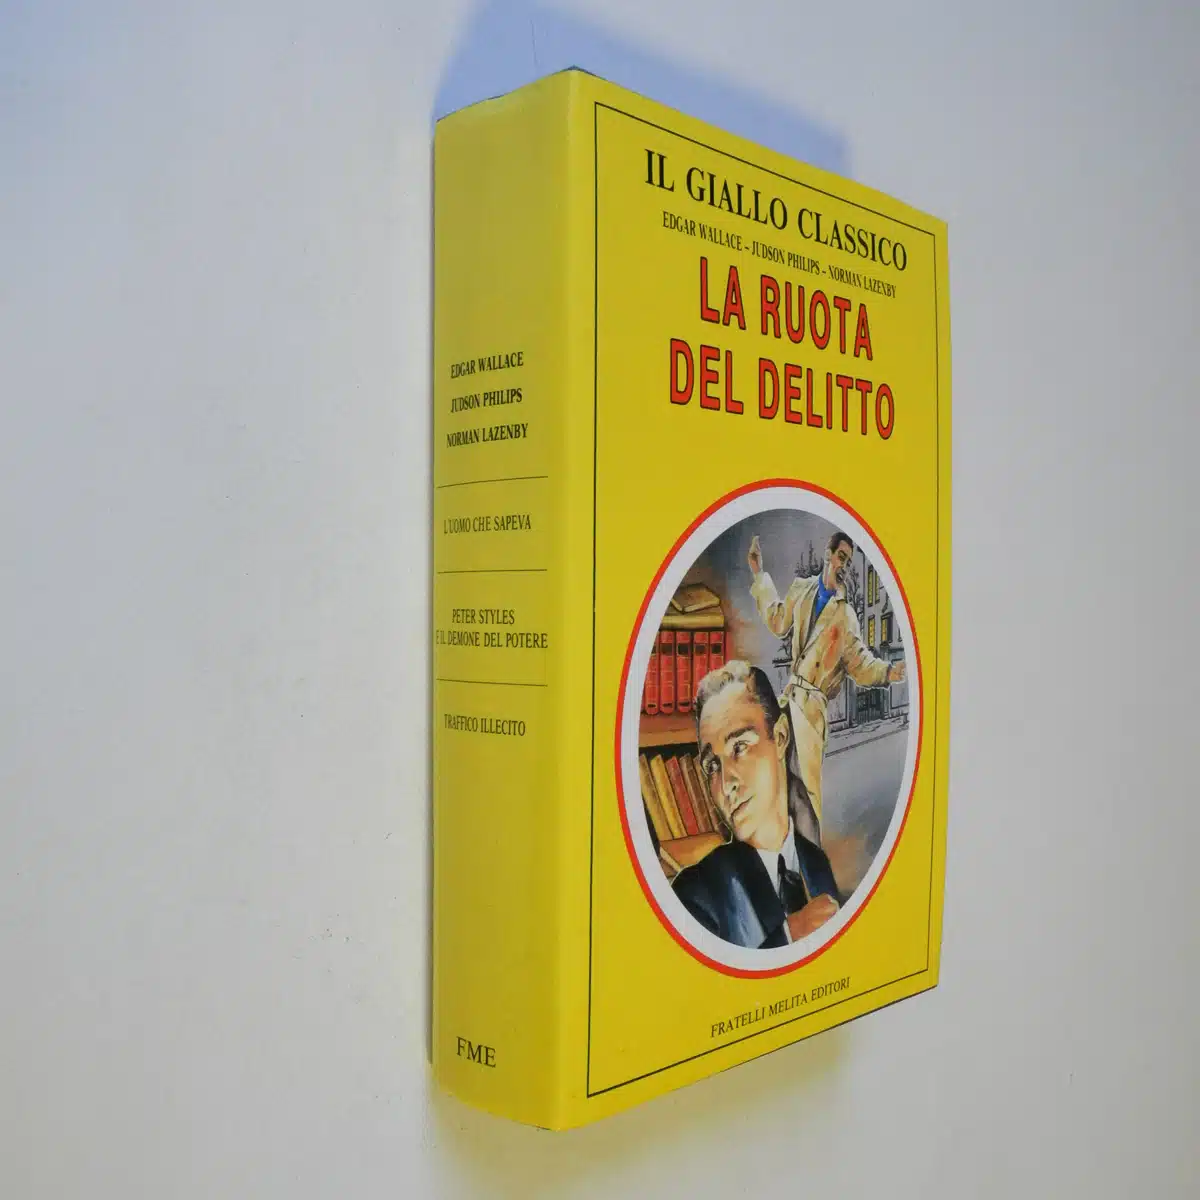 EDGAR WALLACE
JUDSON PHILIPS
NORMAN LAZENBY
L'UOMO CHE SAPEVA
PETER STYLES
E IL DEMONE DEL POTERE
TRAFFICO ILLECITO
FME
IL GIALLO CLASSICO
EDGAR WALLACE – JUDSON PHILIPS – NORMAN LAZENBY
LA RUOTA
DEL DELITTO
FRATELLI MELITA EDITORI